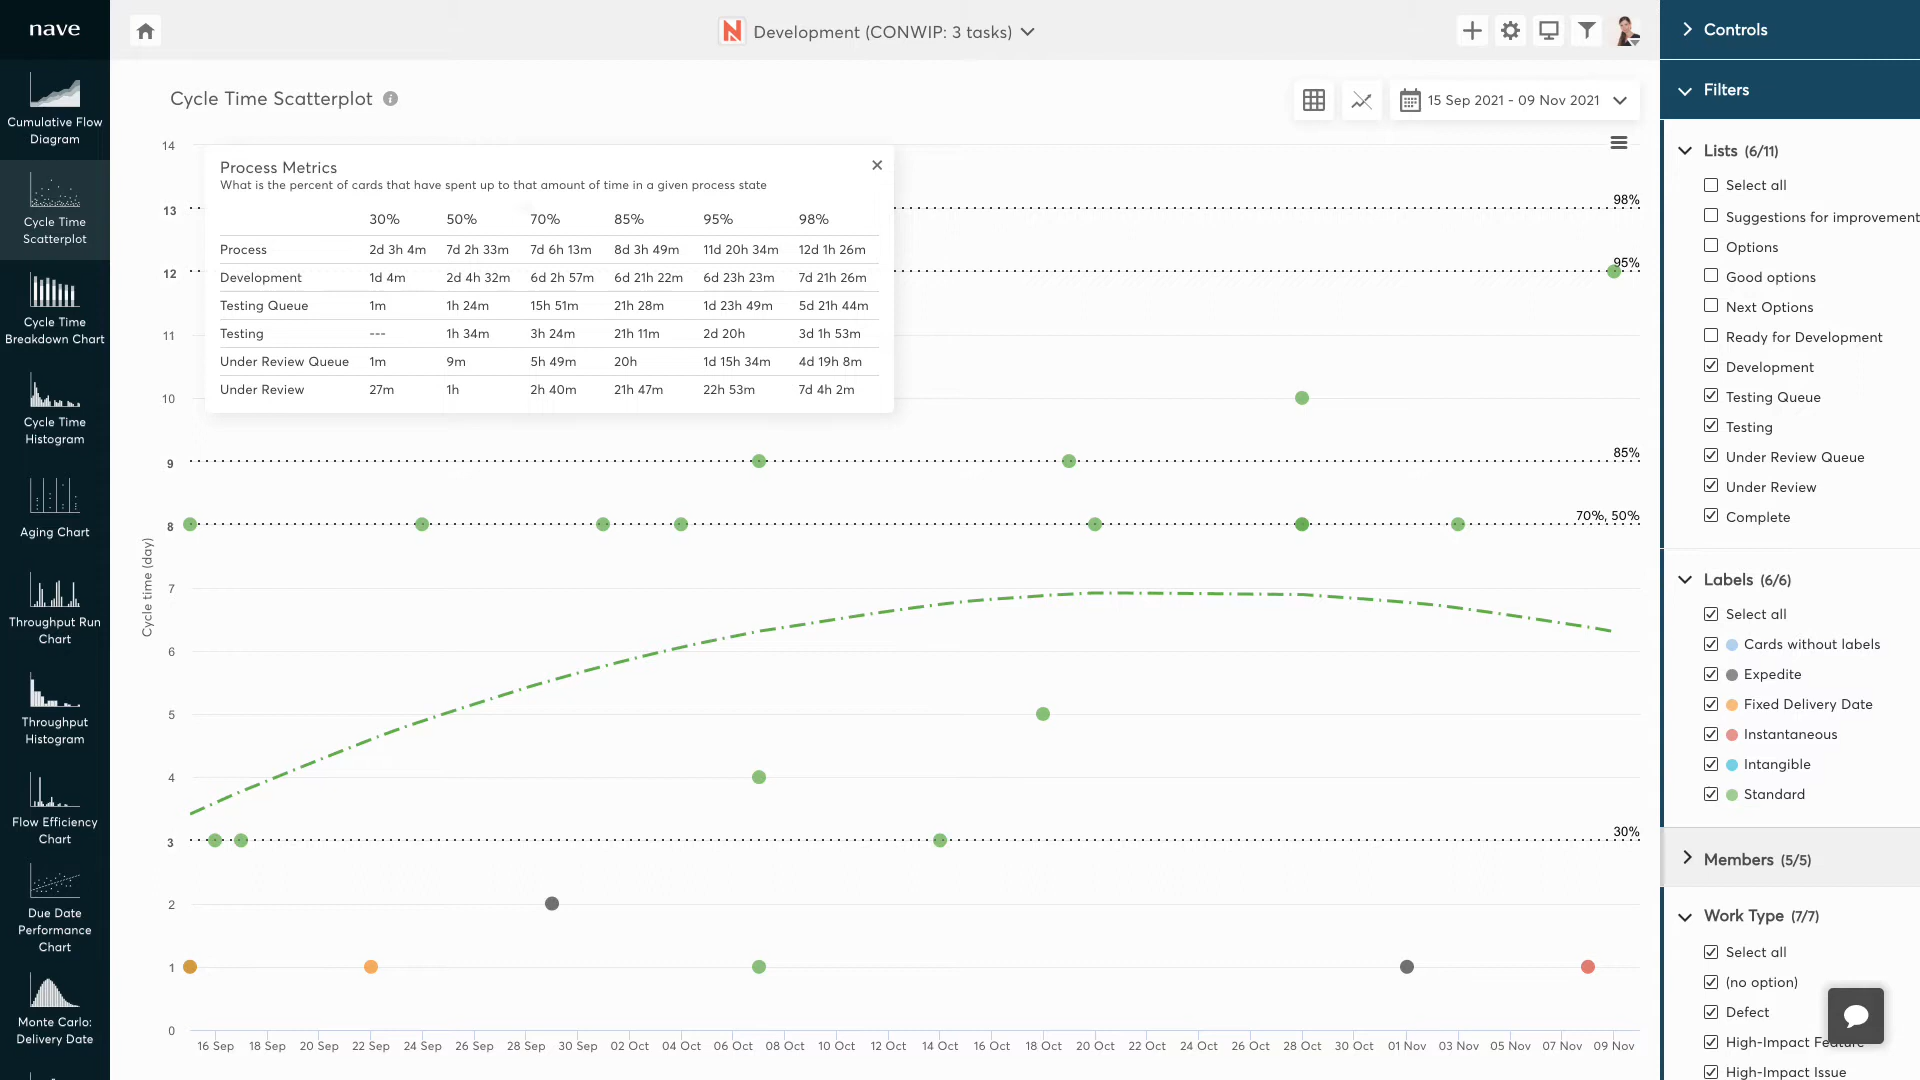 nave
Development (CONWIP: 3 tasks)
Controls
Filters
Cumulative Flow
Diagram
Cycle Time
Scatterplot
Cycle Time
Breakdown Chart
Cycle Time
Histogram
Aging Chart
Throughput Run
Chart
Throughput
Histogram
Flow Efficiency
Chart
Due Date
Performance
Chart
Monte Carlo:
Delivery Date
Cycle Time Scatterplot
15 Sep 2021 - 09 Nov 2021
Process Metrics
What is the percent of cards that have spent up to that amount of time in a given process state
30% 50% 70% 85% 95% 98%
Process 2d 3h 4m 7d 2h 33m 7d 6h 13m 8d 3h 49m 11d 20h 34m 12d 1h 26m
Development 1d 4m 2d 4h 32m 6d 2h 57m 6d 21h 22m 6d 23h 23m 7d 21h 26m
Testing Queue 1m 1h 24m 15h 51m 21h 28m 1d 23h 49m 5d 21h 44m
Testing --- 1h 34m 3h 24m 21h 11m 2d 20h 3d 1h 53m
Under Review Queue 1m 9m 5h 49m 20h 1d 15h 34m 4d 19h 8m
Under Review 27m 1h 2h 40m 21h 47m 22h 53m 7d 4h 2m
Cycle time (day)
14
13
12
11
10
9
8
7
6
5
4
3
2
1
0
98%
95%
85%
70%, 50%
30%
16 Sep 18 Sep 20 Sep 22 Sep 24 Sep 26 Sep 28 Sep 30 Sep 02 Oct 04 Oct 06 Oct 08 Oct 10 Oct 12 Oct 14 Oct 16 Oct 18 Oct 20 Oct 22 Oct 24 Oct 26 Oct 28 Oct 30 Oct 01 Nov 03 Nov 05 Nov 07 Nov 09 Nov
Lists (6/11)
Select all
Suggestions for improvement
Options
Good options
Next Options
Ready for Development
Development
Testing Queue
Testing
Under Review Queue
Under Review
Complete
Labels (6/6)
Select all
Cards without labels
Expedite
Fixed Delivery Date
Instantaneous
Intangible
Standard
Members (5/5)
Work Type (7/7)
Select all
(no option)
Defect
High-Impact Feature
High-Impact Issue